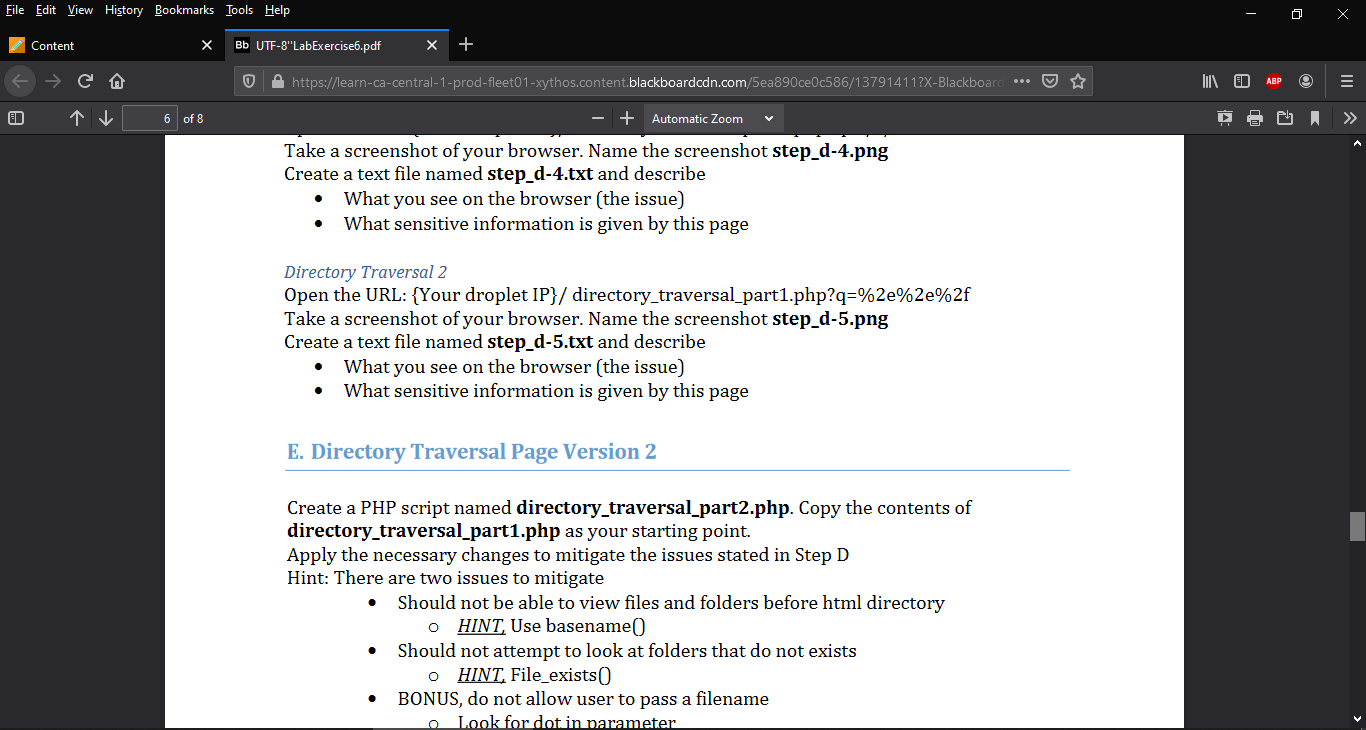 File Edit View History Bookmarks Tools Help
Content
Bb UTF-8''LabExercise6.pdf
https://learn-ca-central-1-prod-fleet01-xythos.content.blackboardcdn.com/5ea890ce0c586/13791411?X-Blackboard
ABP
6 of 8
Automatic Zoom
Take a screenshot of your browser. Name the screenshot step_d-4.png
Create a text file named step_d-4.txt and describe
• What you see on the browser (the issue)
• What sensitive information is given by this page
Directory Traversal 2
Open the URL: {Your droplet IP}/ directory_traversal_part1.php?q=%2e%2e%2f
Take a screenshot of your browser. Name the screenshot step_d-5.png
Create a text file named step_d-5.txt and describe
• What you see on the browser (the issue)
• What sensitive information is given by this page
E. Directory Traversal Page Version 2
Create a PHP script named directory_traversal_part2.php. Copy the contents of
directory_traversal_part1.php as your starting point.
Apply the necessary changes to mitigate the issues stated in Step D
Hint: There are two issues to mitigate
• Should not be able to view files and folders before html directory
o HINT, Use basename()
• Should not attempt to look at folders that do not exists
o HINT, File_exists()
• BONUS, do not allow user to pass a filename
o Look for dot in parameter